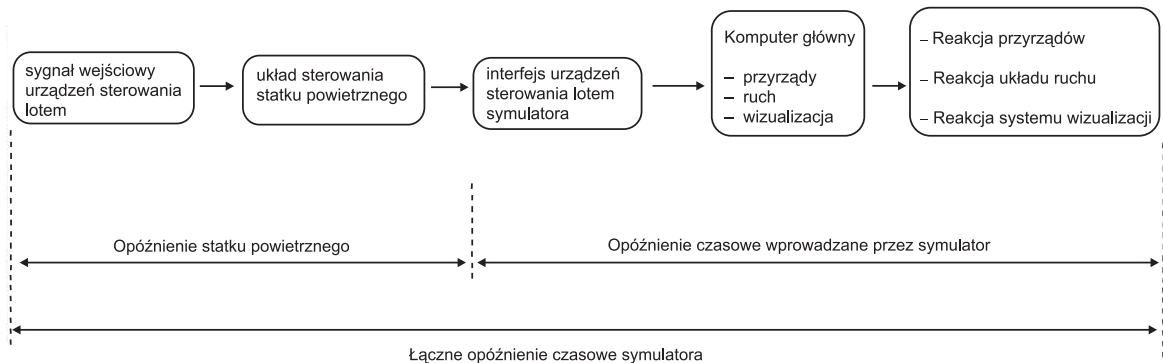 sygnał wejściowy
urządzeń sterowania
lotem
układ sterowania
statku powietrznego
interfejs urządzeń
sterowania lotem
symulatora
Komputer główny
– przyrządy
– ruch
– wizualizacja
– Reakcja przyrządów
– Reakcja układu ruchu
– Reakcja systemu wizualizacji
Opóźnienie statku powietrznego
Opóźnienie czasowe wprowadzane przez symulator
Łączne opóźnienie czasowe symulatora